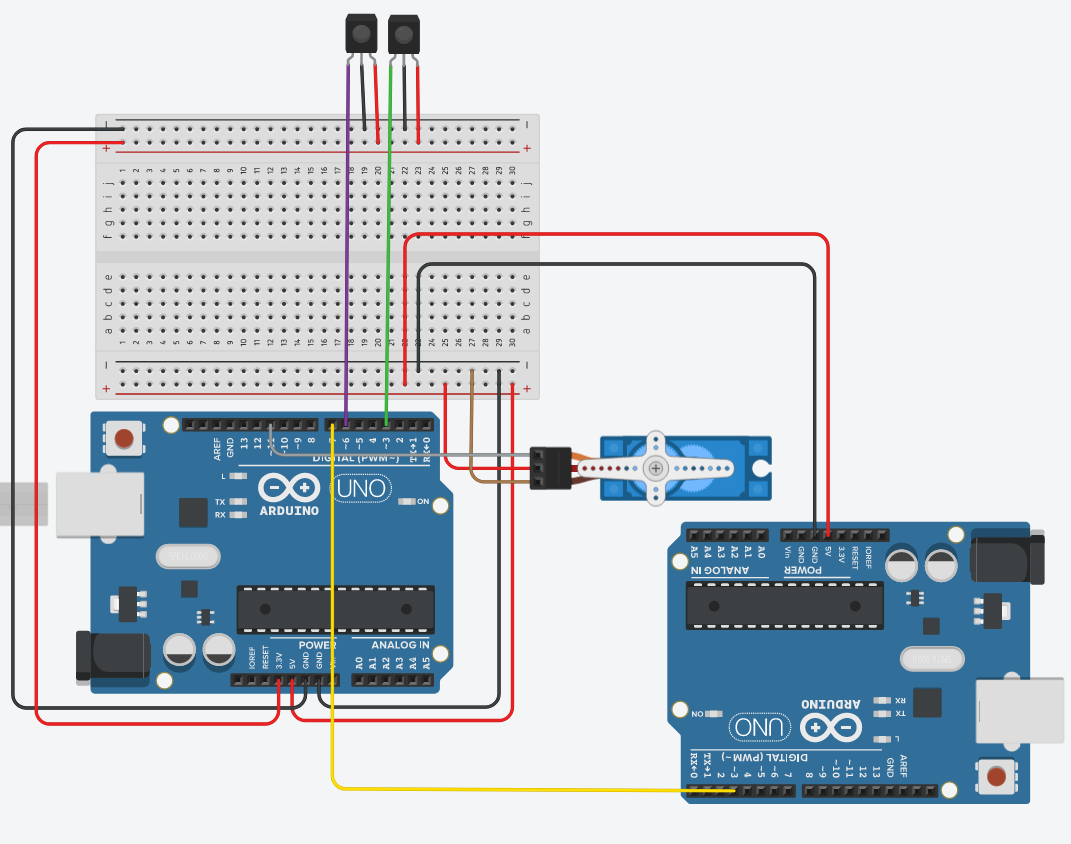 − −
+ +
1 2 3 4 5 6 7 8 9 10 11 12 13 14 15 16 17 18 19 20 21 22 23 24 25 26 27 28 29 30
j j
i i
h h
g g
f f
e e
d d
c c
b b
a a
1 2 3 4 5 6 7 8 9 10 11 12 13 14 15 16 17 18 19 20 21 22 23 24 25 26 27 28 29 30
− −
+ +
AREF GND 13 12 ~11 ~10 ~9 8 7 ~6 ~5 4 ~3 2 TX→1 RX←0
DIGITAL (PWM~)
L
TX
RX
UNO
ON
ARDUINO
POWER ANALOG IN
IOREF RESET 3.3V 5V GND GND Vin A0 A1 A2 A3 A4 A5
A5 A4 A3 A2 A1 A0 Vin GND GND 5V 3.3V RESET IOREF
ANALOG IN POWER
ARDUINO
ON
UNO
RX
TX
L
DIGITAL (PWM~)
RX←0 TX→1 2 ~3 4 ~5 ~6 7 8 ~9 ~10 ~11 12 13 GND AREF